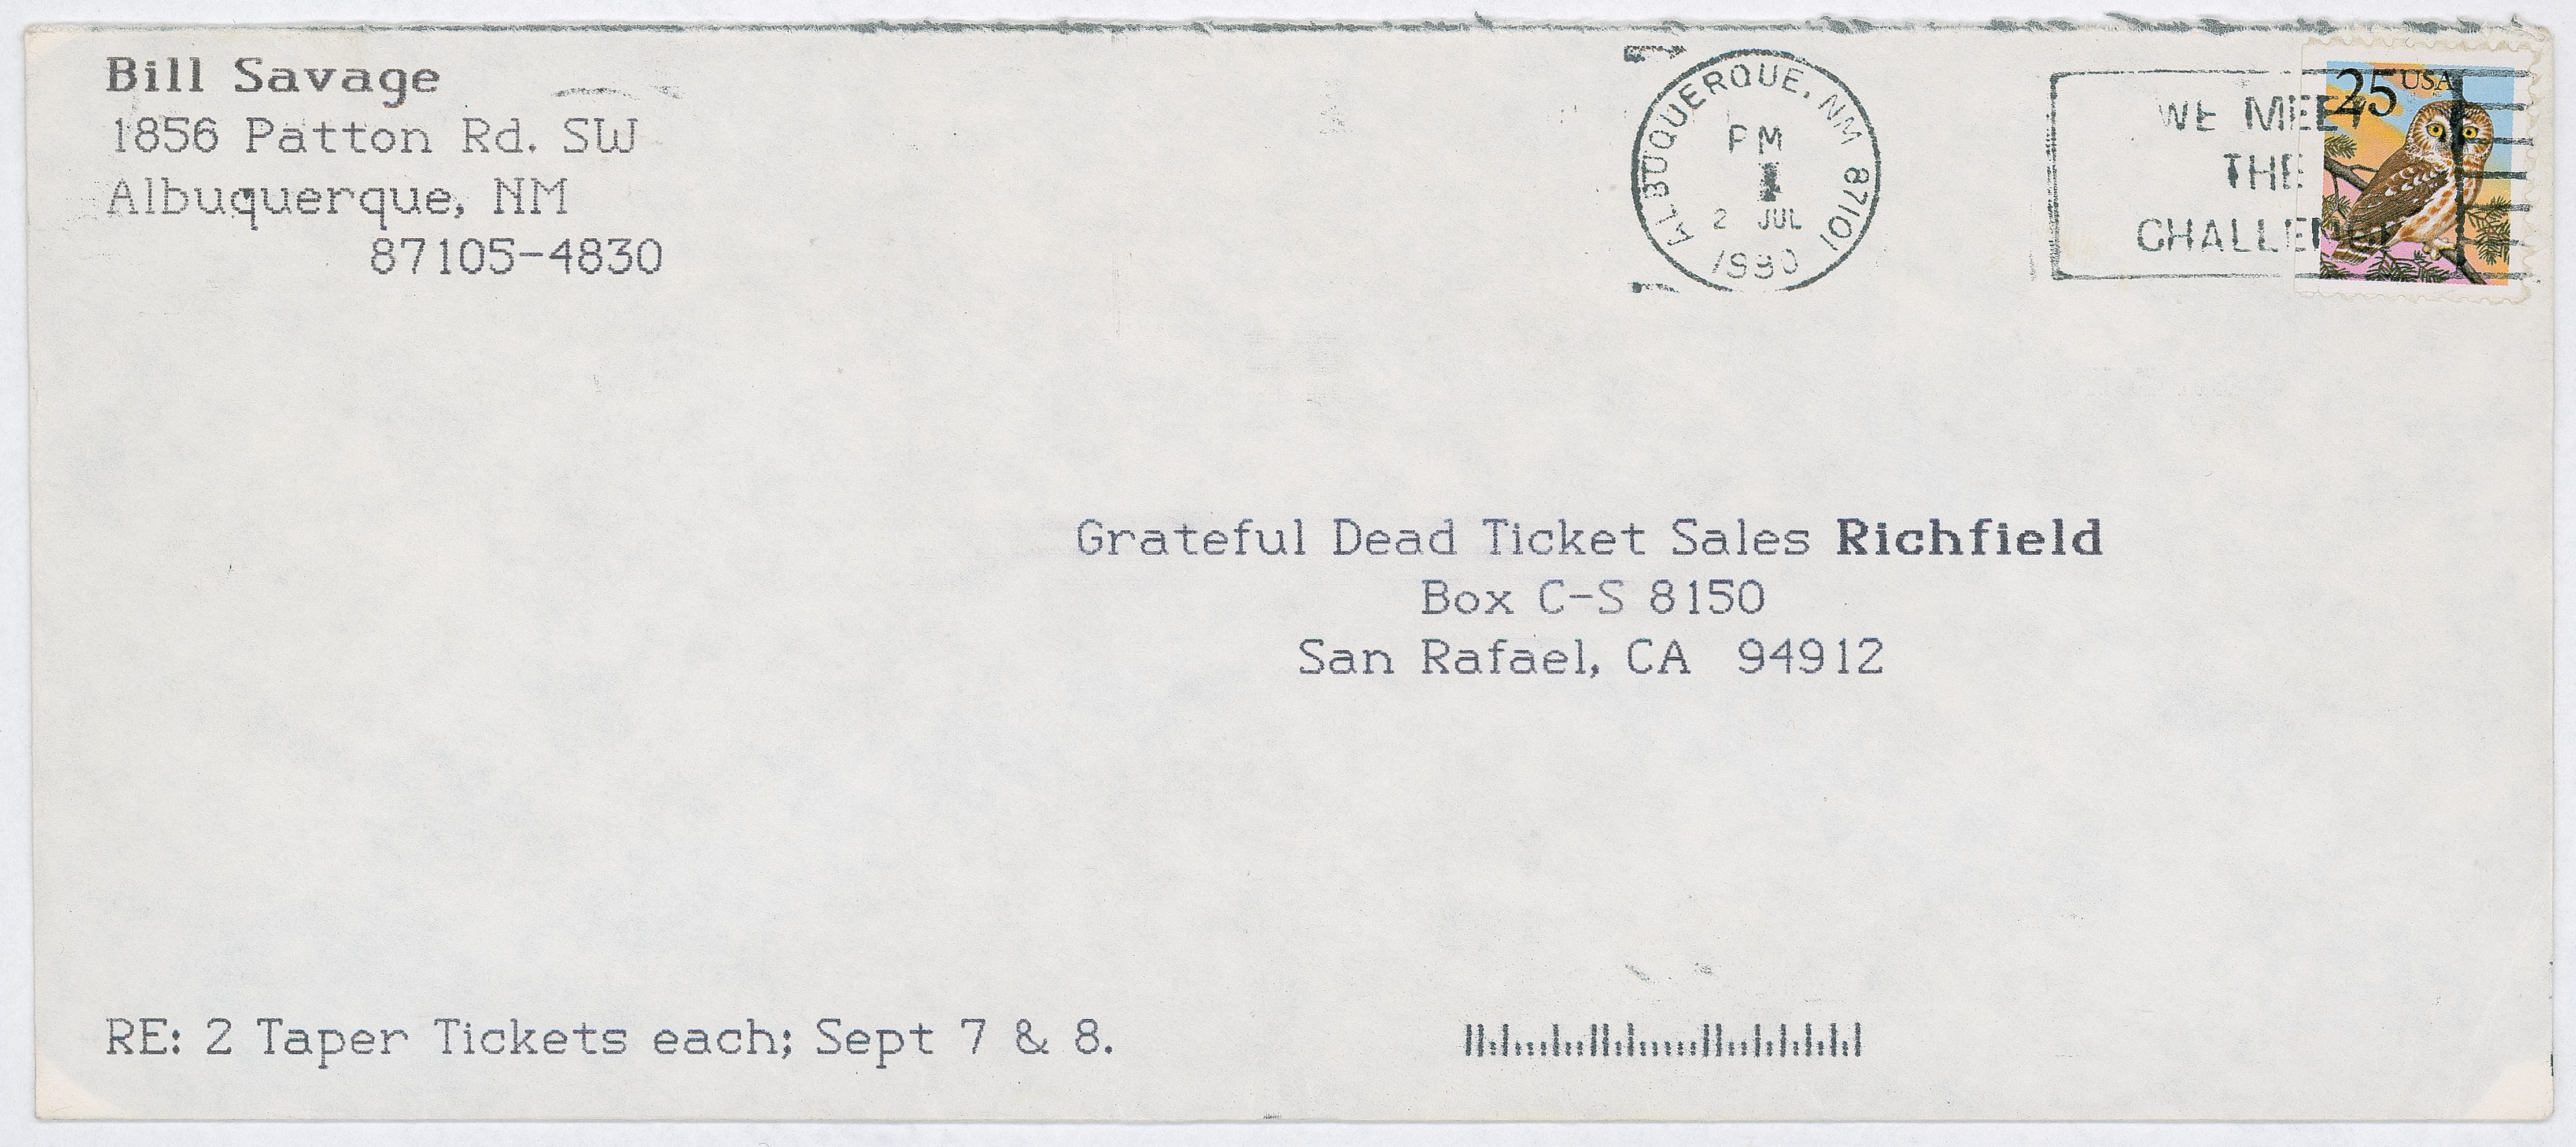 Bill Savage
1856 Patton Rd. SW
Albuquerque, NM
87105-4830
ALBUQUERQUE, NM 87101
PM
2 JUL
1990
WE MEET
THE
CHALLENGE
25 USA
Grateful Dead Ticket Sales Richfield
Box C-S 8150
San Rafael, CA 94912
RE: 2 Taper Tickets each; Sept 7 & 8.